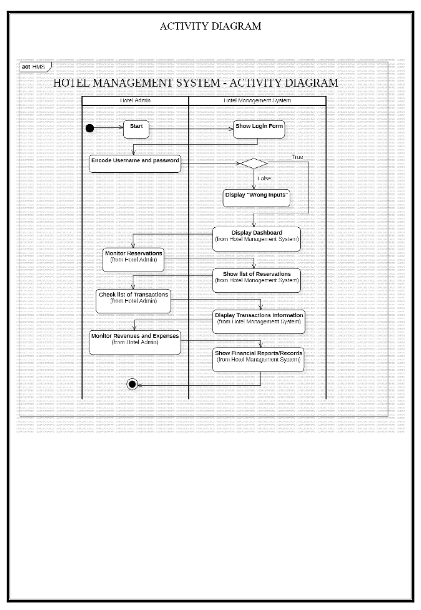 ACTIVITY DIAGRAM
act HMS
HOTEL MANAGEMENT SYSTEM - ACTIVITY DIAGRAM
Hotel Admin
Hotel Management System
Start
Show Login Form
Encode Username and password
True
False
Display "Wrong Inputs"
Display Dashboard
(from Hotel Management System)
Monitor Reservations
(from Hotel Admin)
Show list of Reservations
(from Hotel Management System)
Check list of Transactions
(from Hotel Admin)
Display Transactions Information
(from Hotel Management System)
Monitor Revenues and Expenses
(from Hotel Admin)
Show Financial Reports/Records
(from Hotel Management System)